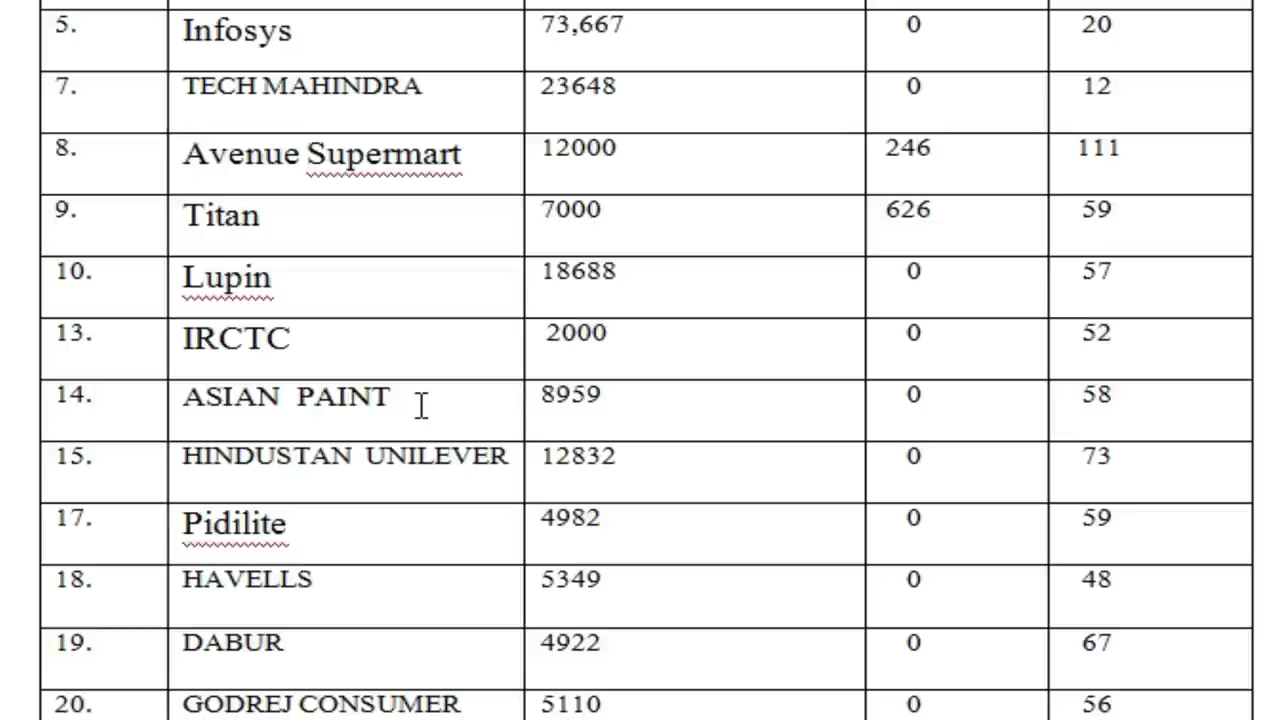 5. Infosys 73,667 0 20
7. TECH MAHINDRA 23648 0 12
8. Avenue Supermart 12000 246 111
9. Titan 7000 626 59
10. Lupin 18688 0 57
13. IRCTC 2000 0 52
14. ASIAN PAINT 8959 0 58
15. HINDUSTAN UNILEVER 12832 0 73
17. Pidilite 4982 0 59
18. HAVELLS 5349 0 48
19. DABUR 4922 0 67
20. GODREJ CONSUMER 5110 0 56